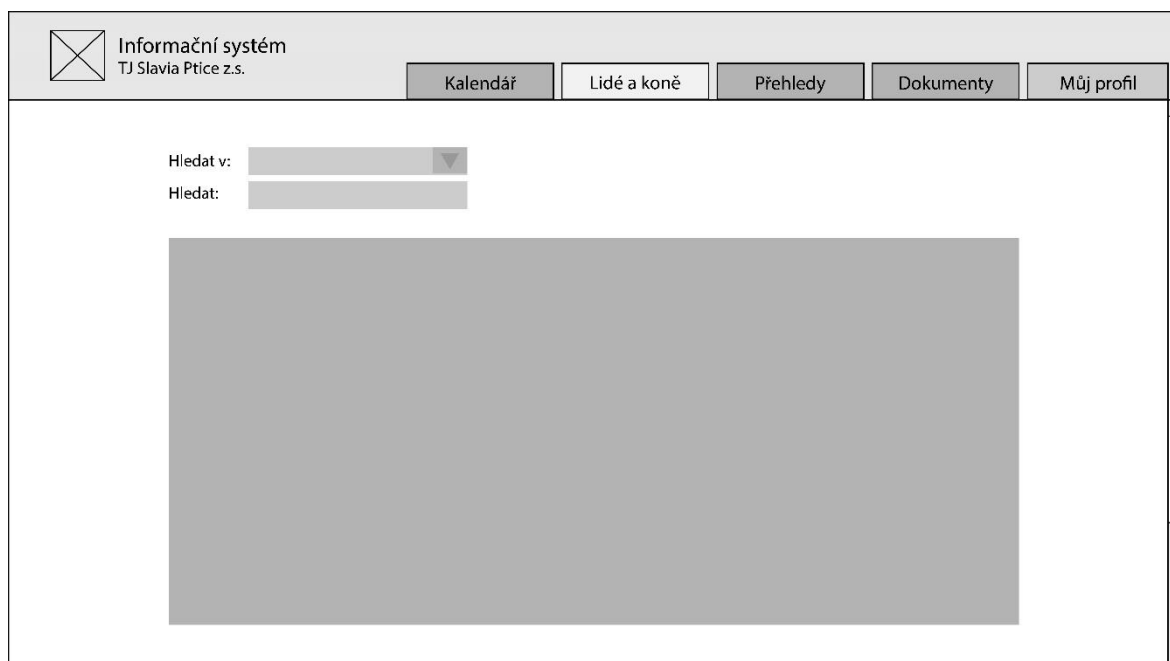 Informační systém
TJ Slavia Ptice z.s.
Kalendář
Lidé a koně
Přehledy
Dokumenty
Můj profil
Hledat v:
Hledat: